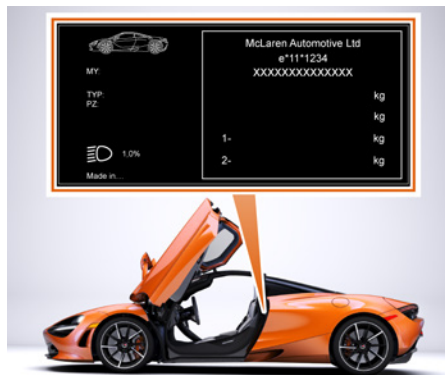 MY:
TYP:
PZ:
1,0%
Made in...
McLaren Automotive Ltd
e*11*1234
XXXXXXXXXXXXXXX
kg
kg
1- kg
2- kg